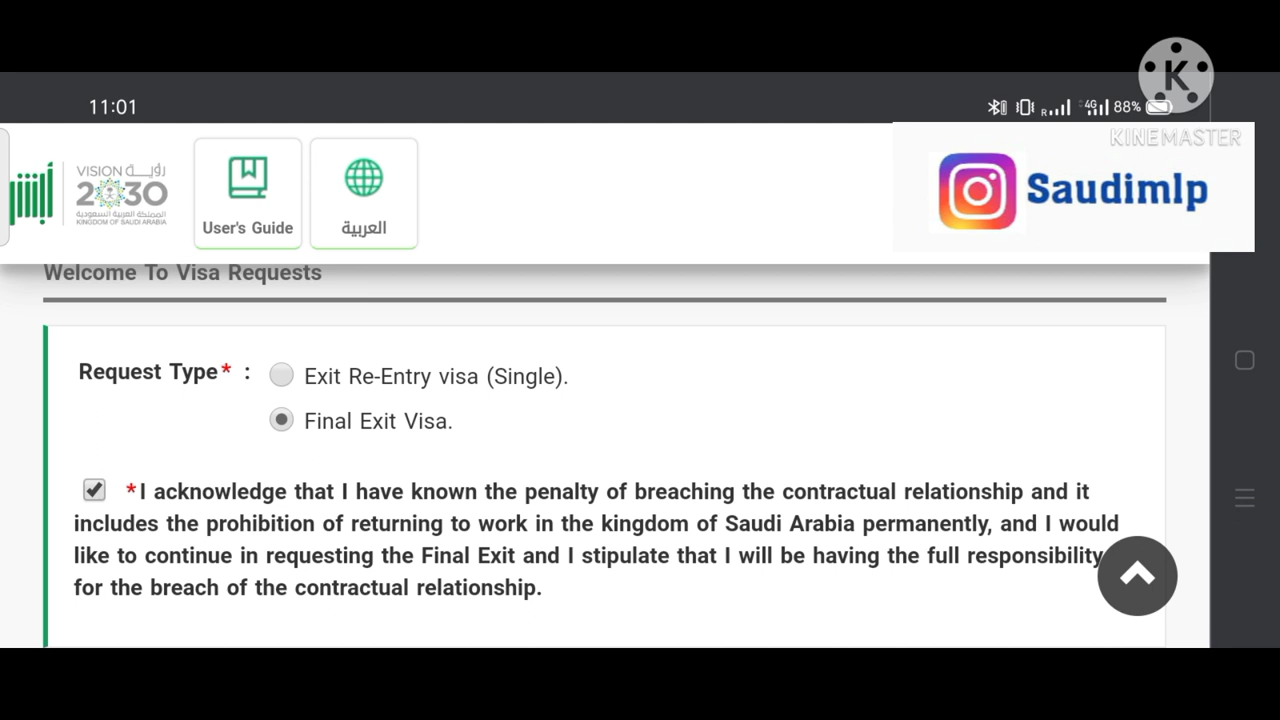 K
11:01
R
4G
88%
KINEMASTER
VISION رؤيـــة
2030
المملكة العربية السعودية
KINGDOM OF SAUDI ARABIA
User's Guide
العربية
Saudimlp
Welcome To Visa Requests
Request Type* :
Exit Re-Entry visa (Single).
Final Exit Visa.
*I acknowledge that I have known the penalty of breaching the contractual relationship and it
includes the prohibition of returning to work in the kingdom of Saudi Arabia permanently, and I would
like to continue in requesting the Final Exit and I stipulate that I will be having the full responsibility
for the breach of the contractual relationship.